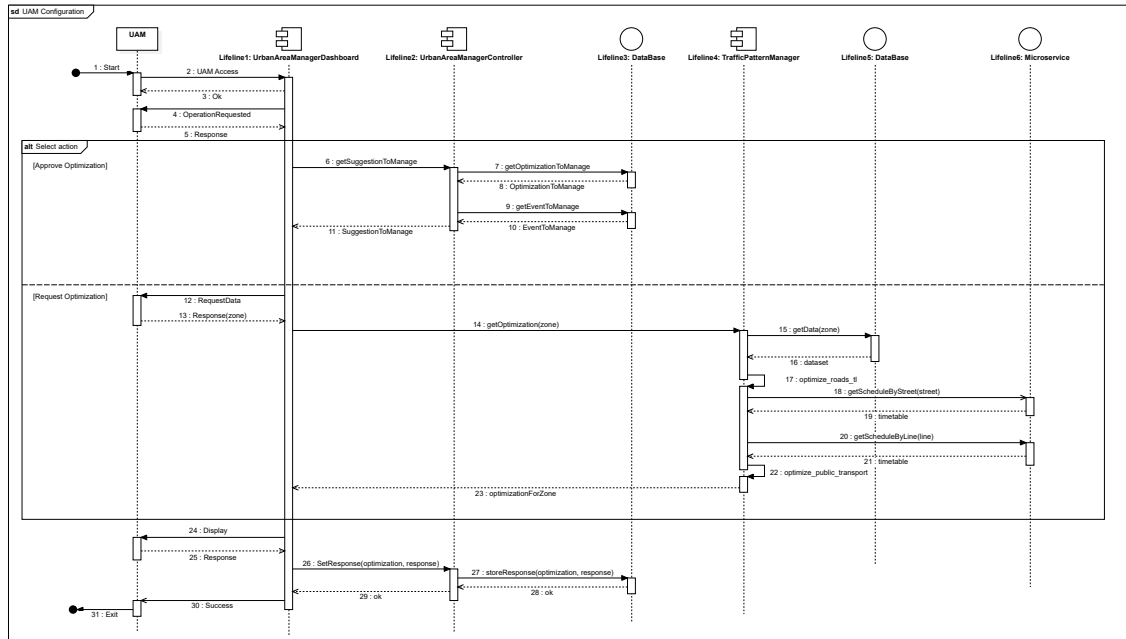 sd UAM Configuration
UAM
Lifeline1: UrbanAreaManagerDashboard
Lifeline2: UrbanAreaManagerController
Lifeline3: DataBase
Lifeline4: TrafficPatternManager
Lifeline5: DataBase
Lifeline6: Microservice
1 : Start
2 : UAM Access
3 : Ok
4 : OperationRequested
5 : Response
alt Select action
[Approve Optimization]
6 : getSuggestionToManage
7 : getOptimizationToManage
8 : OptimizationToManage
9 : getEventToManage
10 : EventToManage
11 : SuggestionToManage
[Request Optimization]
12 : RequestData
13 : Response(zone)
14 : getOptimization(zone)
15 : getData(zone)
16 : dataset
17 : optimize_roads_tl
18 : getScheduleByStreet(street)
19 : timetable
20 : getScheduleByLine(line)
21 : timetable
22 : optimize_public_transport
23 : optimizationForZone
24 : Display
25 : Response
26 : SetResponse(optimization, response)
27 : storeResponse(optimization, response)
28 : ok
29 : ok
30 : Success
31 : Exit